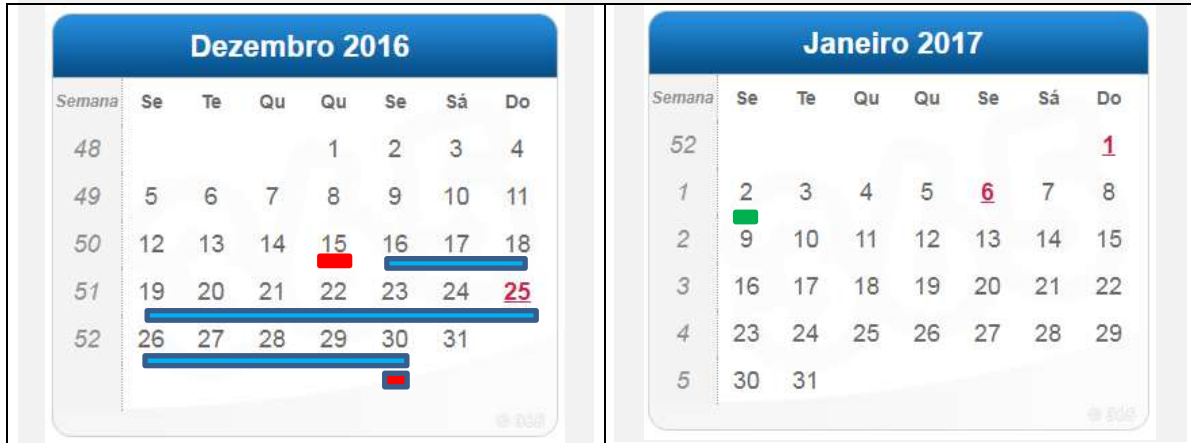 Dezembro 2016
Semana Se Te Qu Qu Se Sá Do
48 1 2 3 4
49 5 6 7 8 9 10 11
50 12 13 14 15 16 17 18
51 19 20 21 22 23 24 25
52 26 27 28 29 30 31
Janeiro 2017
Semana Se Te Qu Qu Se Sá Do
52 1
1 2 3 4 5 6 7 8
2 9 10 11 12 13 14 15
3 16 17 18 19 20 21 22
4 23 24 25 26 27 28 29
5 30 31